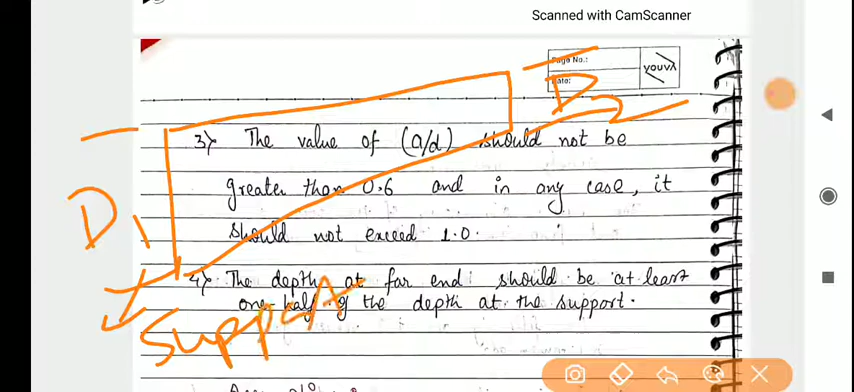 Scanned with CamScanner
Page No.:
Date:
YOUVA
D2
3) The value of (a/d) should not be
greater than 0.6 and in any case, it
should not exceed 1.0.
D1
4) The depth at far end should be at least
one-half of the depth at the support.
Support